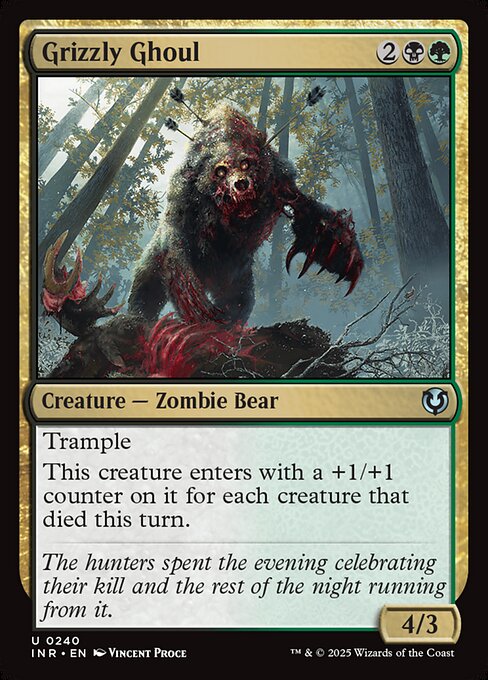 Grizzly Ghoul 2
Creature — Zombie Bear
Trample
This creature enters with a +1/+1
counter on it for each creature that
died this turn.
The hunters spent the evening celebrating
their kill and the rest of the night running
from it.
4/3
U 0240
INR • EN Vincent Proce ™ & © 2025 Wizards of the Coast